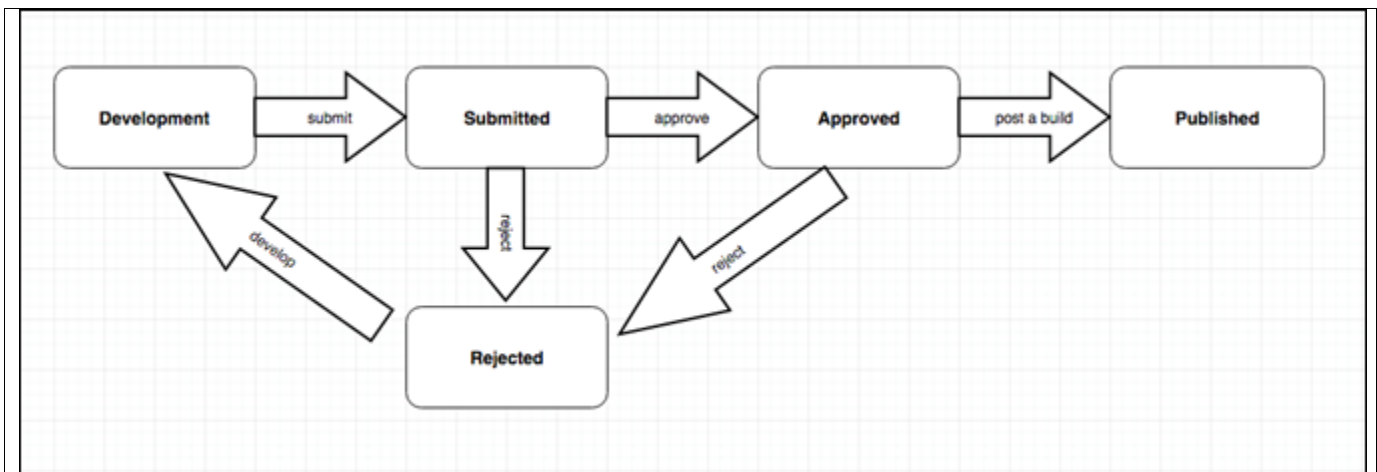 Development
submit
Submitted
approve
Approved
post a build
Published
develop
reject
reject
Rejected